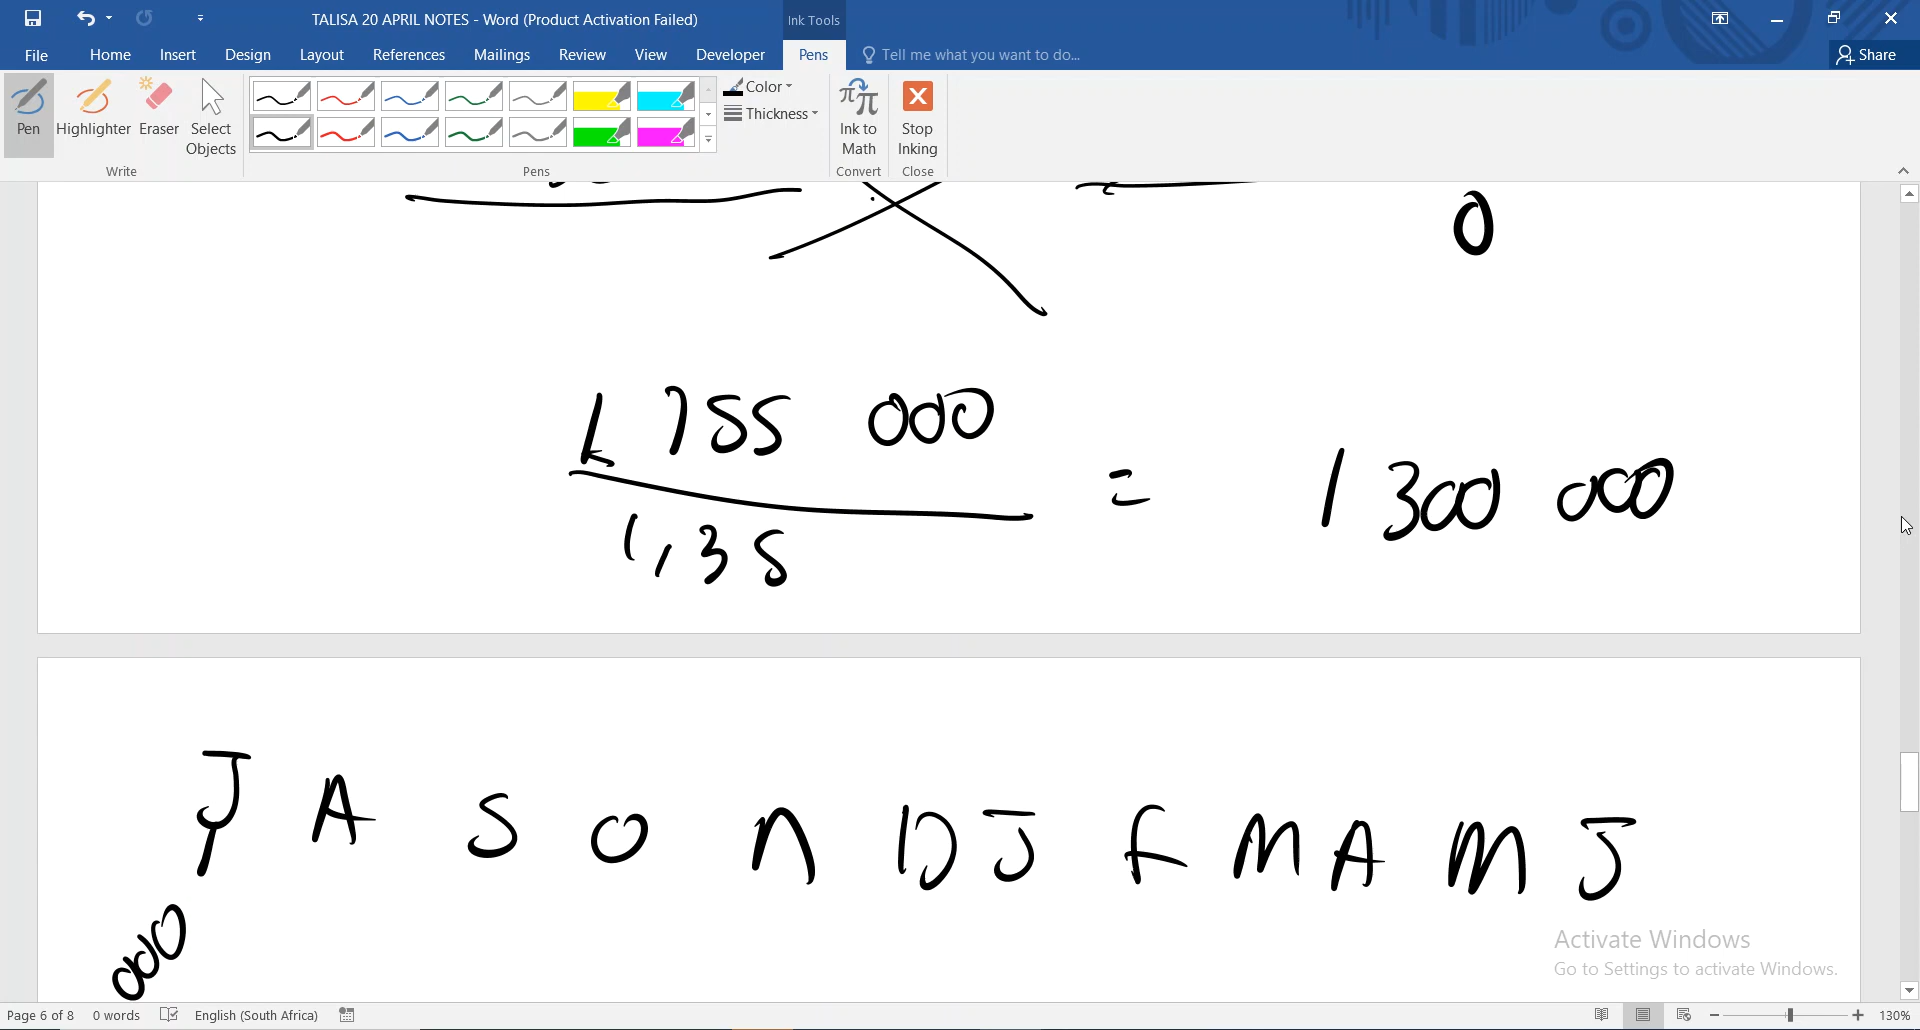 TALISA 20 APRIL NOTES - Word (Product Activation Failed)
Ink Tools
File Home Insert Design Layout References Mailings Review View Developer Pens Tell me what you want to do... Share
Pen Highlighter Eraser Select Objects
Color
Thickness
Ink to Math
Stop Inking
Write Pens Convert Close
0
1 755 000
= 1 300 000
1,35
J A S O N D J F M A M J
000
Activate Windows
Go to Settings to activate Windows.
Page 6 of 8 0 words English (South Africa) 130%